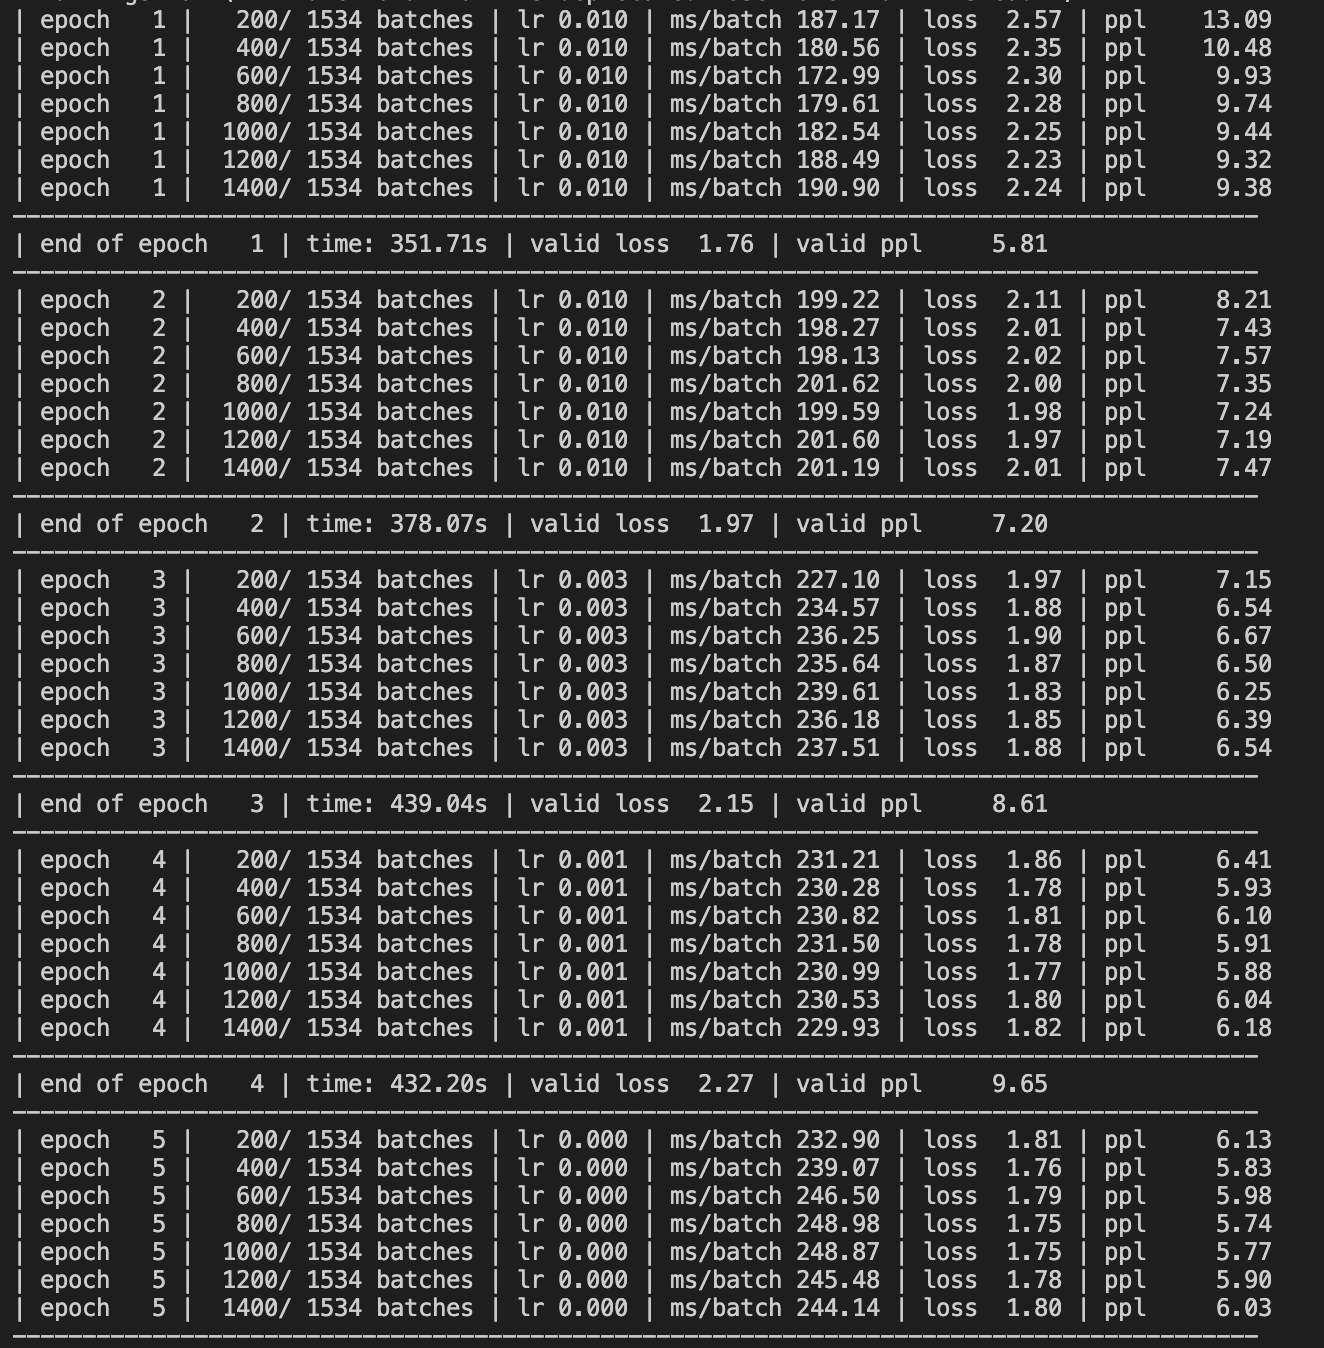 | epoch   1 |   200/ 1534 batches | lr 0.010 | ms/batch 187.17 | loss  2.57 | ppl    13.09
| epoch   1 |   400/ 1534 batches | lr 0.010 | ms/batch 180.56 | loss  2.35 | ppl    10.48
| epoch   1 |   600/ 1534 batches | lr 0.010 | ms/batch 172.99 | loss  2.30 | ppl     9.93
| epoch   1 |   800/ 1534 batches | lr 0.010 | ms/batch 179.61 | loss  2.28 | ppl     9.74
| epoch   1 |  1000/ 1534 batches | lr 0.010 | ms/batch 182.54 | loss  2.25 | ppl     9.44
| epoch   1 |  1200/ 1534 batches | lr 0.010 | ms/batch 188.49 | loss  2.23 | ppl     9.32
| epoch   1 |  1400/ 1534 batches | lr 0.010 | ms/batch 190.90 | loss  2.24 | ppl     9.38
-----------------------------------------------------------------------------------------
| end of epoch   1 | time: 351.71s | valid loss  1.76 | valid ppl     5.81
-----------------------------------------------------------------------------------------
| epoch   2 |   200/ 1534 batches | lr 0.010 | ms/batch 199.22 | loss  2.11 | ppl     8.21
| epoch   2 |   400/ 1534 batches | lr 0.010 | ms/batch 198.27 | loss  2.01 | ppl     7.43
| epoch   2 |   600/ 1534 batches | lr 0.010 | ms/batch 198.13 | loss  2.02 | ppl     7.57
| epoch   2 |   800/ 1534 batches | lr 0.010 | ms/batch 201.62 | loss  2.00 | ppl     7.35
| epoch   2 |  1000/ 1534 batches | lr 0.010 | ms/batch 199.59 | loss  1.98 | ppl     7.24
| epoch   2 |  1200/ 1534 batches | lr 0.010 | ms/batch 201.60 | loss  1.97 | ppl     7.19
| epoch   2 |  1400/ 1534 batches | lr 0.010 | ms/batch 201.19 | loss  2.01 | ppl     7.47
-----------------------------------------------------------------------------------------
| end of epoch   2 | time: 378.07s | valid loss  1.97 | valid ppl     7.20
-----------------------------------------------------------------------------------------
| epoch   3 |   200/ 1534 batches | lr 0.003 | ms/batch 227.10 | loss  1.97 | ppl     7.15
| epoch   3 |   400/ 1534 batches | lr 0.003 | ms/batch 234.57 | loss  1.88 | ppl     6.54
| epoch   3 |   600/ 1534 batches | lr 0.003 | ms/batch 236.25 | loss  1.90 | ppl     6.67
| epoch   3 |   800/ 1534 batches | lr 0.003 | ms/batch 235.64 | loss  1.87 | ppl     6.50
| epoch   3 |  1000/ 1534 batches | lr 0.003 | ms/batch 239.61 | loss  1.83 | ppl     6.25
| epoch   3 |  1200/ 1534 batches | lr 0.003 | ms/batch 236.18 | loss  1.85 | ppl     6.39
| epoch   3 |  1400/ 1534 batches | lr 0.003 | ms/batch 237.51 | loss  1.88 | ppl     6.54
-----------------------------------------------------------------------------------------
| end of epoch   3 | time: 439.04s | valid loss  2.15 | valid ppl     8.61
-----------------------------------------------------------------------------------------
| epoch   4 |   200/ 1534 batches | lr 0.001 | ms/batch 231.21 | loss  1.86 | ppl     6.41
| epoch   4 |   400/ 1534 batches | lr 0.001 | ms/batch 230.28 | loss  1.78 | ppl     5.93
| epoch   4 |   600/ 1534 batches | lr 0.001 | ms/batch 230.82 | loss  1.81 | ppl     6.10
| epoch   4 |   800/ 1534 batches | lr 0.001 | ms/batch 231.50 | loss  1.78 | ppl     5.91
| epoch   4 |  1000/ 1534 batches | lr 0.001 | ms/batch 230.99 | loss  1.77 | ppl     5.88
| epoch   4 |  1200/ 1534 batches | lr 0.001 | ms/batch 230.53 | loss  1.80 | ppl     6.04
| epoch   4 |  1400/ 1534 batches | lr 0.001 | ms/batch 229.93 | loss  1.82 | ppl     6.18
-----------------------------------------------------------------------------------------
| end of epoch   4 | time: 432.20s | valid loss  2.27 | valid ppl     9.65
-----------------------------------------------------------------------------------------
| epoch   5 |   200/ 1534 batches | lr 0.000 | ms/batch 232.90 | loss  1.81 | ppl     6.13
| epoch   5 |   400/ 1534 batches | lr 0.000 | ms/batch 239.07 | loss  1.76 | ppl     5.83
| epoch   5 |   600/ 1534 batches | lr 0.000 | ms/batch 246.50 | loss  1.79 | ppl     5.98
| epoch   5 |   800/ 1534 batches | lr 0.000 | ms/batch 248.98 | loss  1.75 | ppl     5.74
| epoch   5 |  1000/ 1534 batches | lr 0.000 | ms/batch 248.87 | loss  1.75 | ppl     5.77
| epoch   5 |  1200/ 1534 batches | lr 0.000 | ms/batch 245.48 | loss  1.78 | ppl     5.90
| epoch   5 |  1400/ 1534 batches | lr 0.000 | ms/batch 244.14 | loss  1.80 | ppl     6.03
-----------------------------------------------------------------------------------------